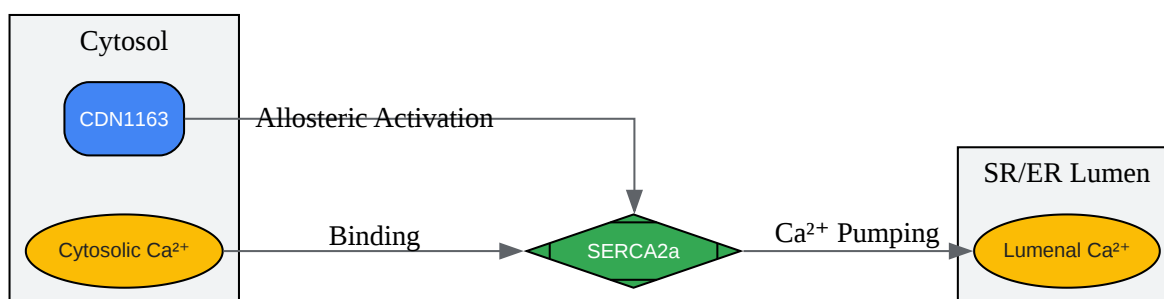 Cytosol
CDN1163
Allosteric Activation
SR/ER Lumen
Cytosolic Ca²⁺
Binding
SERCA2a
Ca²⁺ Pumping
Lumenal Ca²⁺